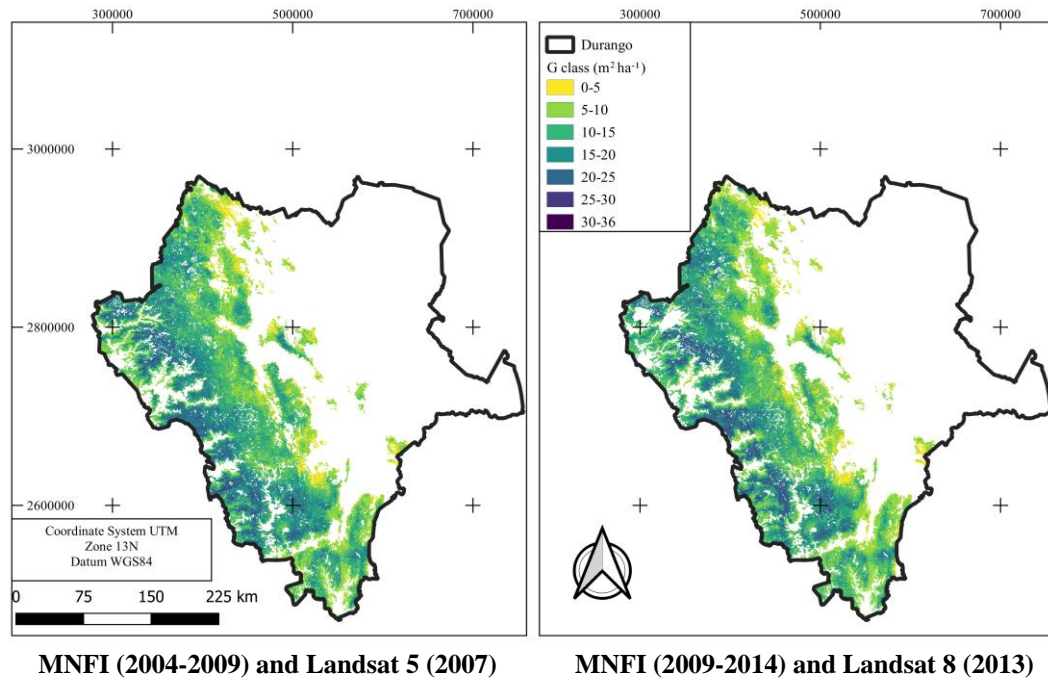 300000
500000
700000
300000
500000
700000
3000000
2800000
2600000
Coordinate System UTM
Zone 13N
Datum WGS84
0 75 150 225 km
Durango
G class (m² ha⁻¹)
0-5
5-10
10-15
15-20
20-25
25-30
30-36
MNFI (2004-2009) and Landsat 5 (2007)
MNFI (2009-2014) and Landsat 8 (2013)